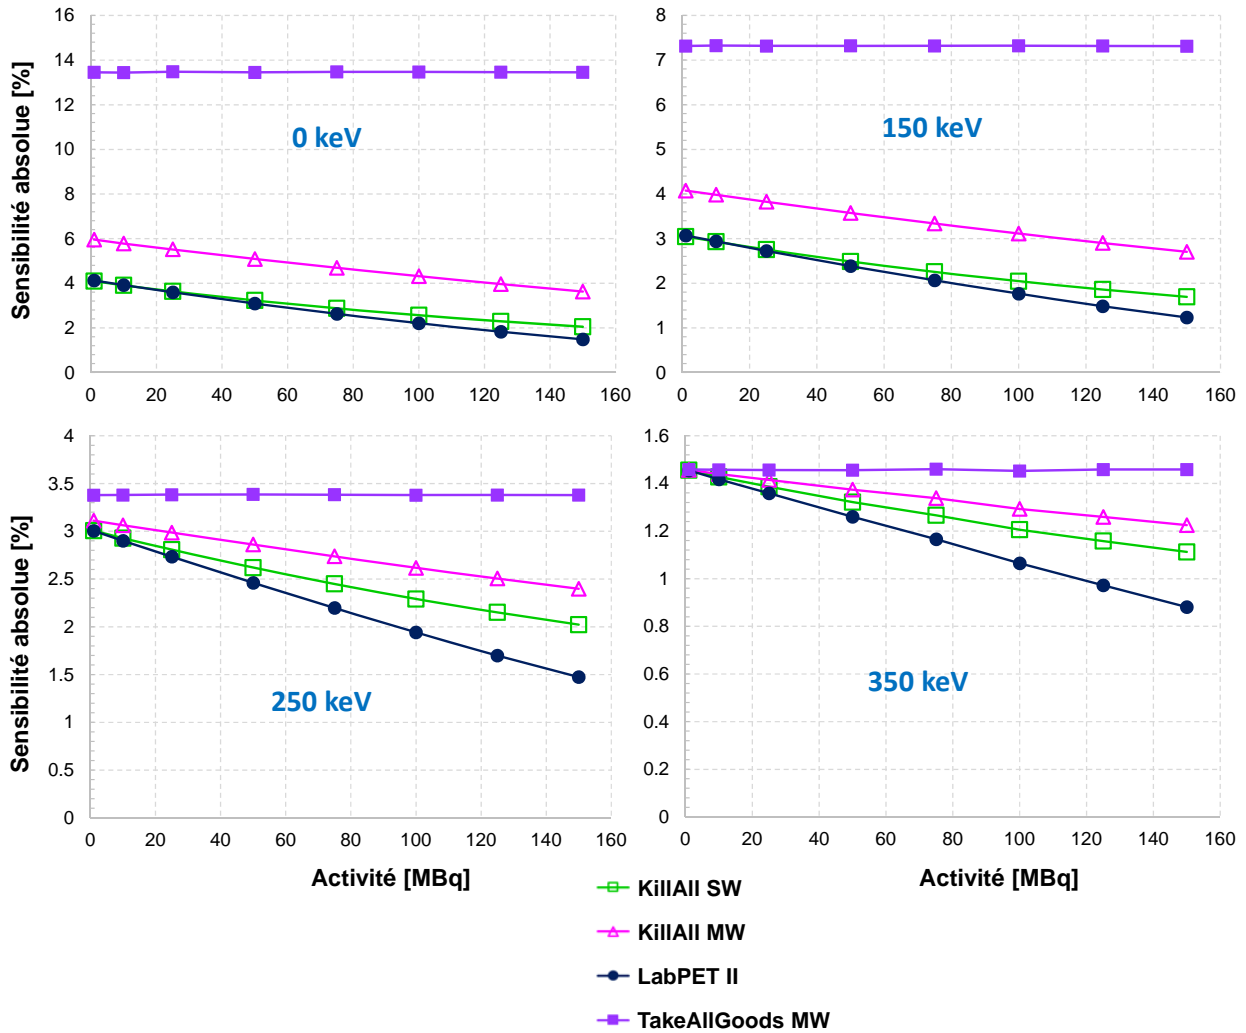 Sensibilité absolue [%]
16
14
12
10
8
6
4
2
0
0 keV
0 20 40 60 80 100 120 140 160
8
7
6
5
4
3
2
1
0
150 keV
0 20 40 60 80 100 120 140 160
Sensibilité absolue [%]
4
3.5
3
2.5
2
1.5
1
0.5
0
250 keV
0 20 40 60 80 100 120 140 160
Activité [MBq]
1.6
1.4
1.2
1
0.8
0.6
0.4
0.2
0
350 keV
0 20 40 60 80 100 120 140 160
Activité [MBq]
KillAll SW
KillAll MW
LabPET II
TakeAllGoods MW